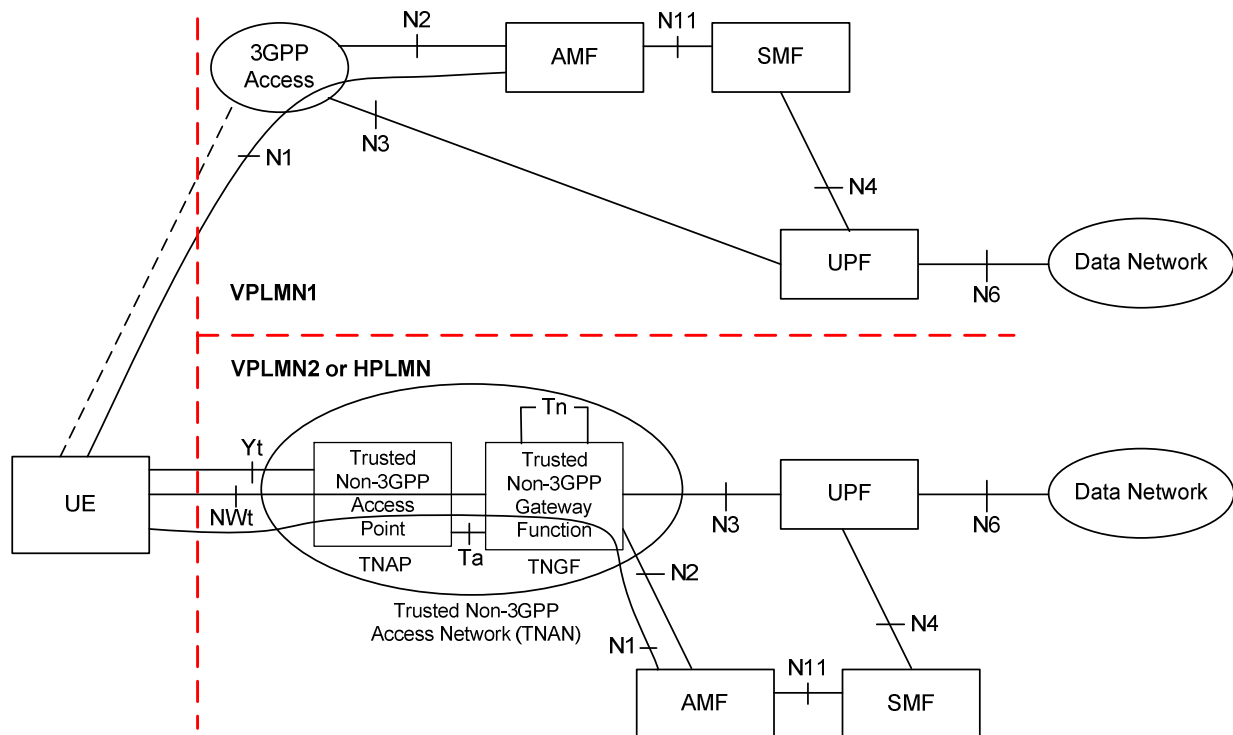 N2
N11
3GPP
Access
AMF
SMF
N3
N1
N4
UPF
Data Network
N6
VPLMN1
VPLMN2 or HPLMN
Tn
Yt
Trusted
Non-3GPP
Access
Point
Trusted
Non-3GPP
Gateway
Function
UE
NWt
UPF
Data Network
N3
N6
Ta
TNAP
TNGF
N2
Trusted Non-3GPP
Access Network (TNAN)
N4
N1
N11
AMF
SMF